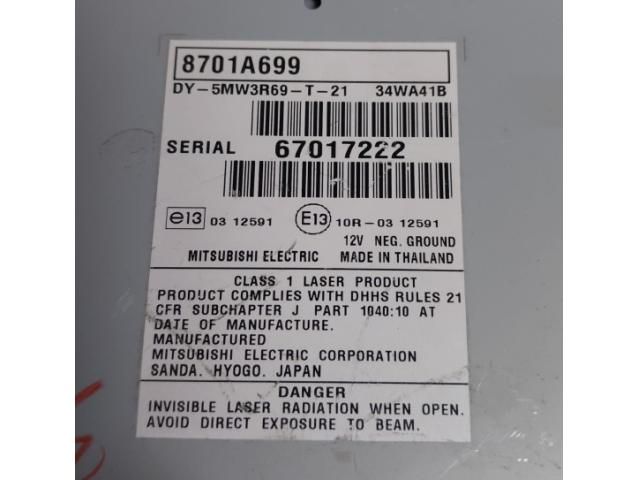 8701A699
DY-5MW3R69-T-21 34WA41B
SERIAL 67017222
e13 03 12591 E13 10R-03 12591
12V NEG. GROUND
MITSUBISHI ELECTRIC MADE IN THAILAND
CLASS 1 LASER PRODUCT
PRODUCT COMPLIES WITH DHHS RULES 21
CFR SUBCHAPTER J PART 1040:10 AT
DATE OF MANUFACTURE.
MANUFACTURED
MITSUBISHI ELECTRIC CORPORATION
SANDA. HYOGO. JAPAN
DANGER
INVISIBLE LASER RADIATION WHEN OPEN.
AVOID DIRECT EXPOSURE TO BEAM.